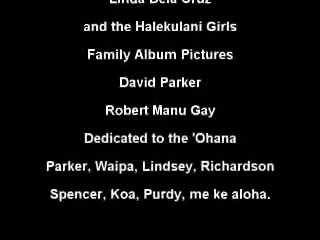 Linda Dela Cruz
and the Halekulani Girls
Family Album Pictures
David Parker
Robert Manu Gay
Dedicated to the 'Ohana
Parker, Waipa, Lindsey, Richardson
Spencer, Koa, Purdy, me ke aloha.